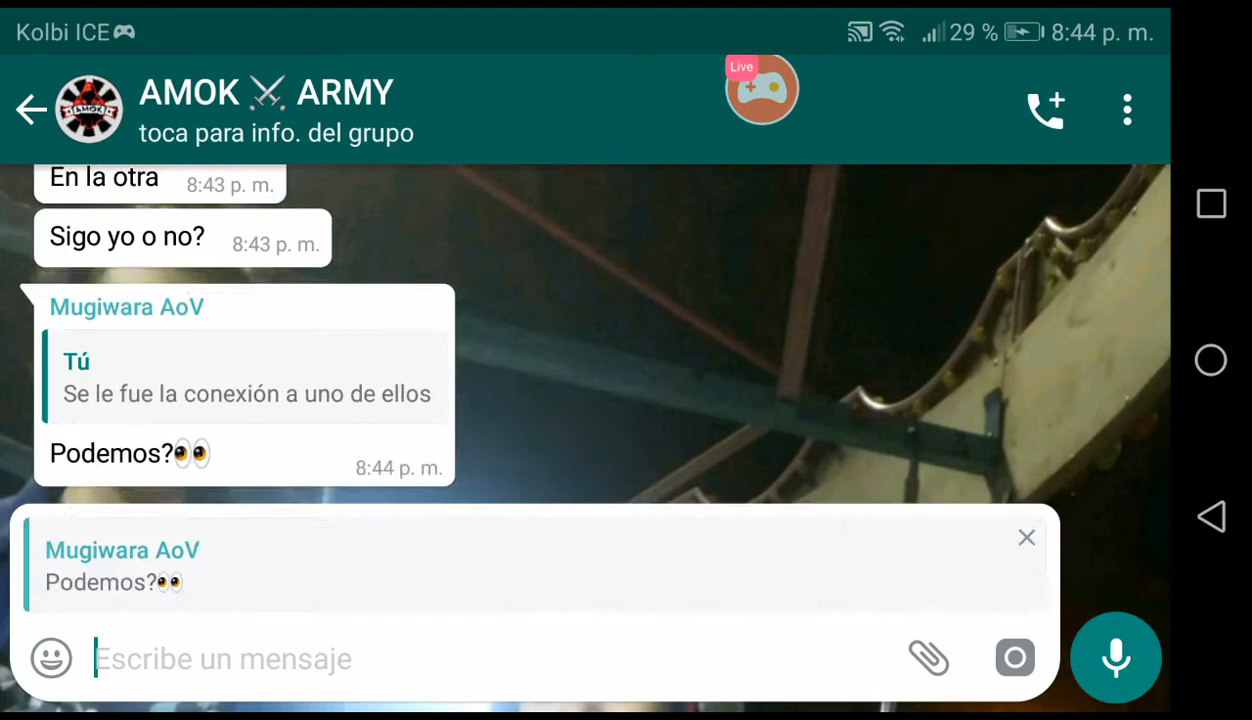 Kolbi ICE🎮 29 % 8:44 p. m.
Live
AMOK ⚔ ARMY
AMOK
toca para info. del grupo
En la otra 8:43 p. m.
Sigo yo o no? 8:43 p. m.
Mugiwara AoV
Tú
Se le fue la conexión a uno de ellos
Podemos?👀 8:44 p. m.
Mugiwara AoV
Podemos?👀
Escribe un mensaje